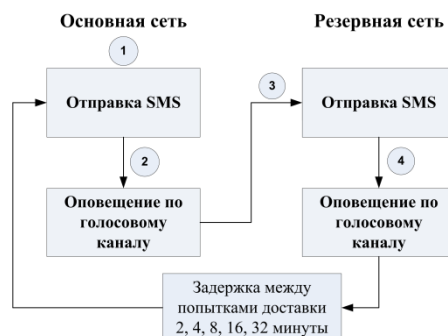 Основная сеть
Резервная сеть
1
Отправка SMS
3
Отправка SMS
2
4
Оповещение по
голосовому
каналу
Оповещение по
голосовому
каналу
Задержка между
попытками доставки
2, 4, 8, 16, 32 минуты